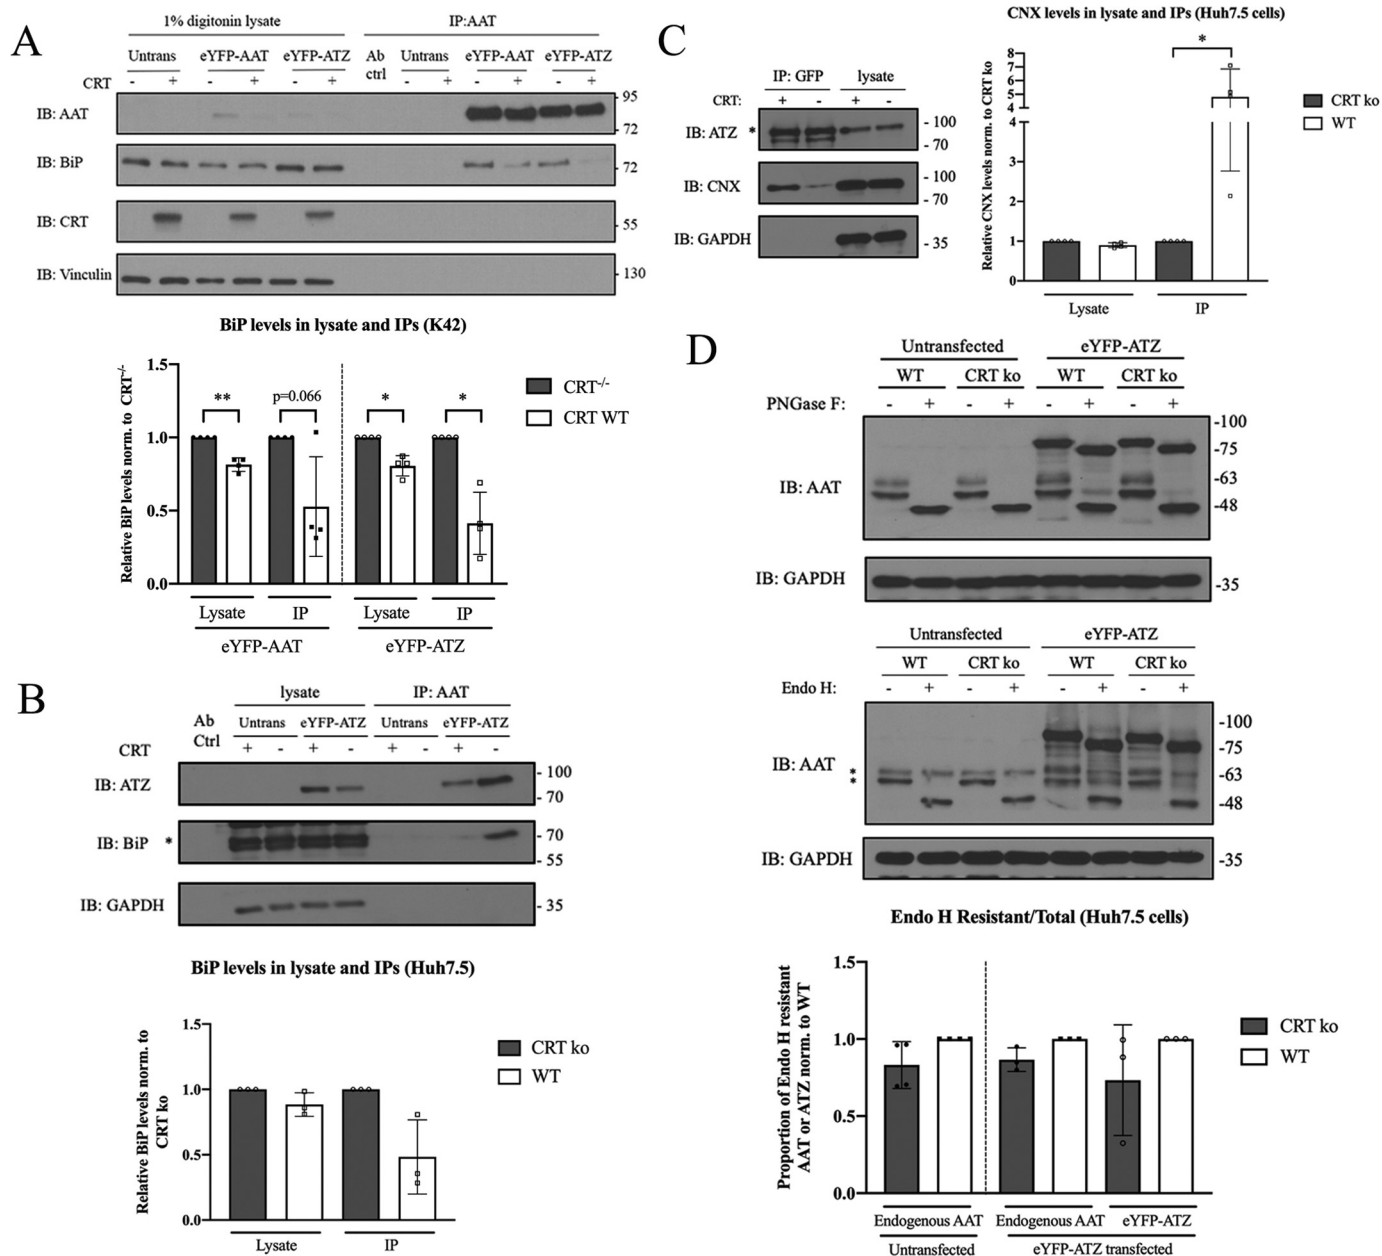 A
1% digitonin lysate
IP:AAT
Untrans
eYFP-AAT
eYFP-ATZ
Ab
ctrl
Untrans
eYFP-AAT
eYFP-ATZ
CRT
- + - + - + - + - + - +
IB: AAT
95
72
IB: BiP
72
IB: CRT
55
IB: Vinculin
130
BiP levels in lysate and IPs (K42)
Relative BiP levels norm. to CRT-/-
1.5
1.0
0.5
0.0
**
p=0.066
*
*
CRT-/-
CRT WT
Lysate
IP
Lysate
IP
eYFP-AAT
eYFP-ATZ
B
lysate
IP: AAT
Ab
Ctrl
Untrans
eYFP-ATZ
Untrans
eYFP-ATZ
CRT
+ - + - + - + -
IB: ATZ
- 100
- 70
IB: BiP *
- 70
- 55
IB: GAPDH
- 35
BiP levels in lysate and IPs (Huh7.5)
Relative BiP levels norm. to
CRT ko
1.5
1.0
0.5
0.0
CRT ko
WT
Lysate
IP
C
IP: GFP
lysate
CRT:
+ - + -
IB: ATZ *
- 100
- 70
IB: CNX
- 100
- 70
IB: GAPDH
- 35
CNX levels in lysate and IPs (Huh7.5 cells)
Relative CNX levels norm. to CRT ko
8
7
6
5
4
4
3
2
1
0
*
CRT ko
WT
Lysate
IP
D
Untransfected
eYFP-ATZ
WT
CRT ko
WT
CRT ko
PNGase F:
- + - + - + - +
IB: AAT
-100
-75
-63
-48
IB: GAPDH
-35
Untransfected
eYFP-ATZ
WT
CRT ko
WT
CRT ko
Endo H:
- + - + - + - +
IB: AAT *
*
-100
-75
-63
-48
IB: GAPDH
-35
Endo H Resistant/Total (Huh7.5 cells)
Proportion of Endo H resistant
AAT or ATZ norm. to WT
1.5
1.0
0.5
0.0
CRT ko
WT
Endogenous AAT
Endogenous AAT
eYFP-ATZ
Untransfected
eYFP-ATZ transfected